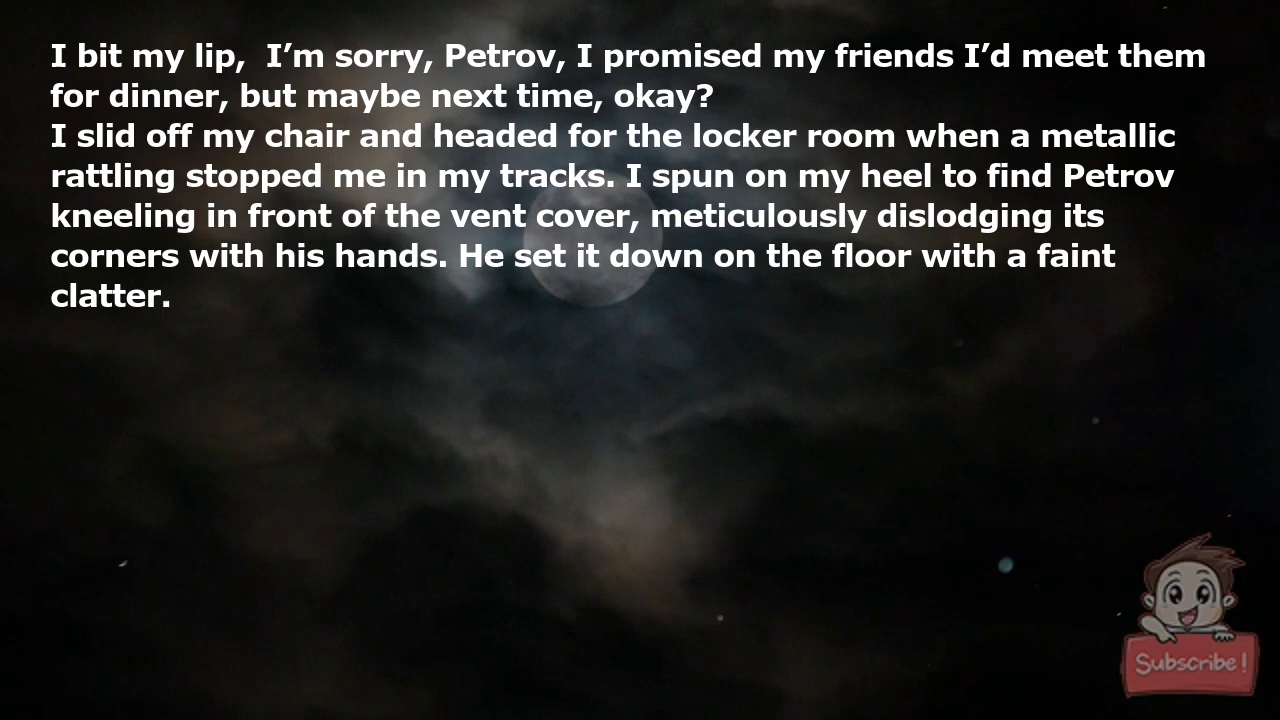 I bit my lip,  I’m sorry, Petrov, I promised my friends I’d meet them
for dinner, but maybe next time, okay?
I slid off my chair and headed for the locker room when a metallic
rattling stopped me in my tracks. I spun on my heel to find Petrov
kneeling in front of the vent cover, meticulously dislodging its
corners with his hands. He set it down on the floor with a faint
clatter.
Subscribe!